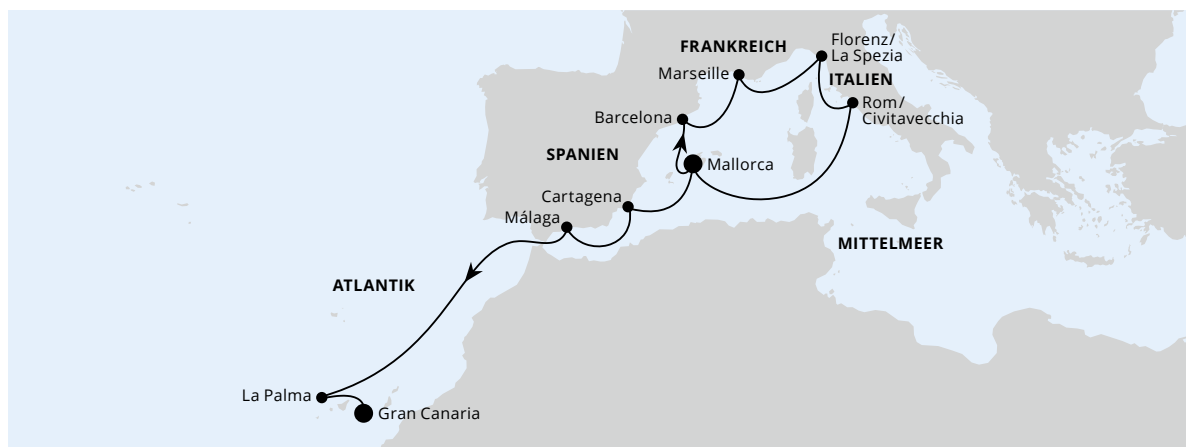 FRANKREICH
Florenz/
La Spezia
Marseille
ITALIEN
Rom/
Civitavecchia
Barcelona
SPANIEN
Mallorca
Cartagena
Málaga
MITTELMEER
ATLANTIK
La Palma
Gran Canaria